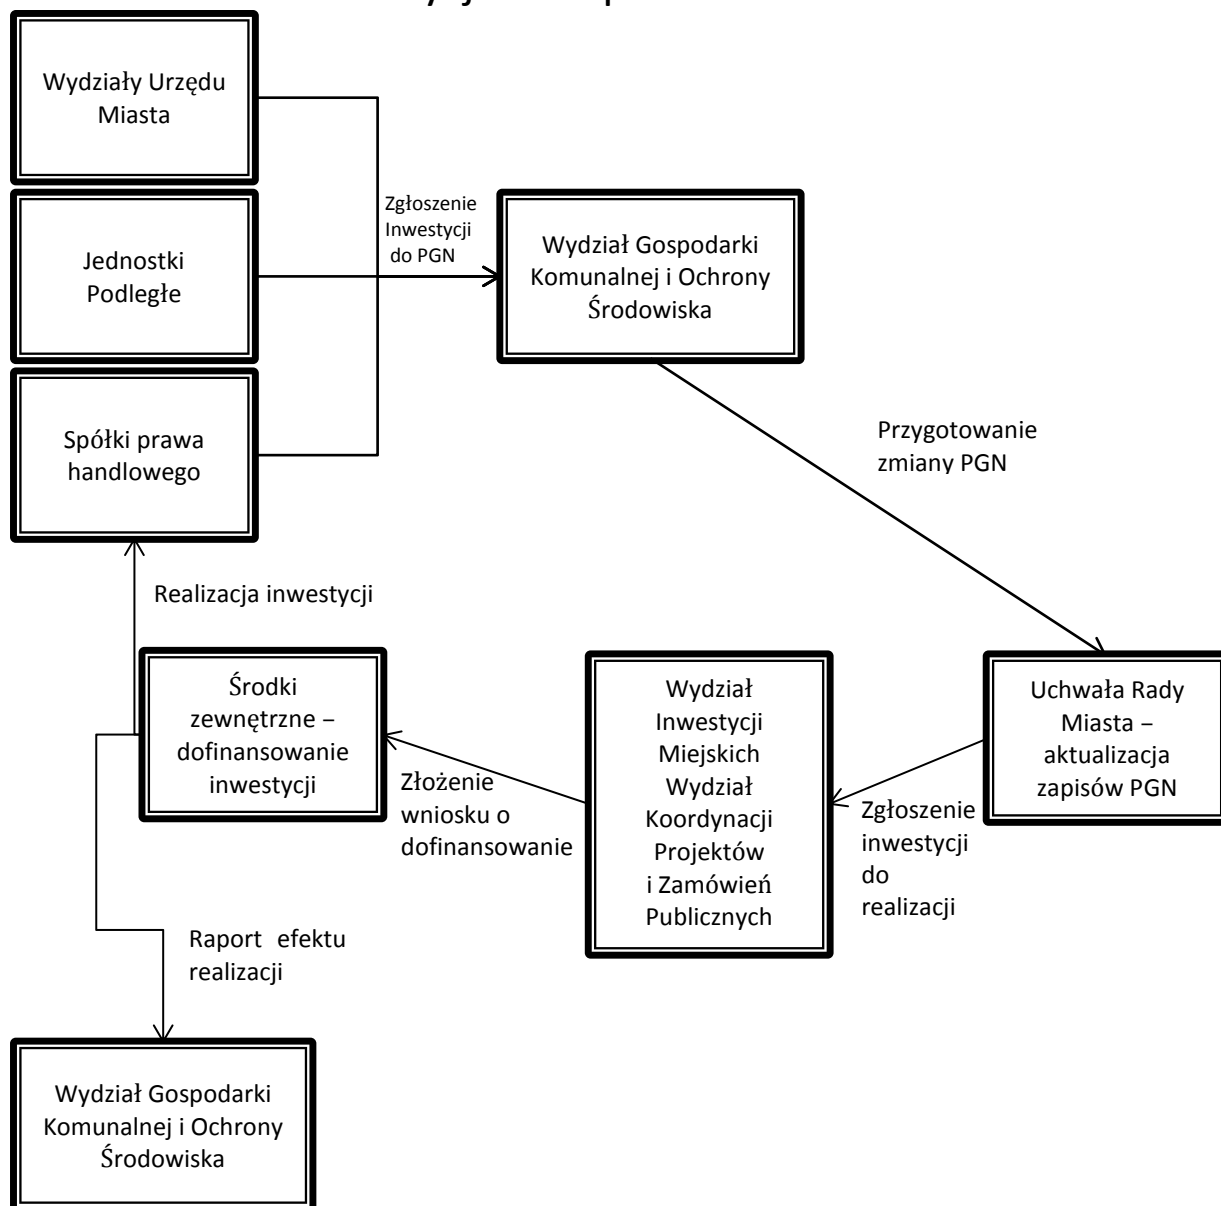 Wydziały Urzędu
Miasta
Jednostki
Podległe
Spółki prawa
handlowego
Zgłoszenie
Inwestycji
do PGN
Wydział Gospodarki
Komunalnej i Ochrony
Środowiska
Przygotowanie
zmiany PGN
Uchwała Rady
Miasta –
aktualizacja
zapisów PGN
Zgłoszenie
inwestycji
do
realizacji
Wydział
Inwestycji
Miejskich
Wydział
Koordynacji
Projektów
i Zamówień
Publicznych
Złożenie
wniosku o
dofinansowanie
Środki
zewnętrzne –
dofinansowanie
inwestycji
Realizacja inwestycji
Raport efektu
realizacji
Wydział Gospodarki
Komunalnej i Ochrony
Środowiska